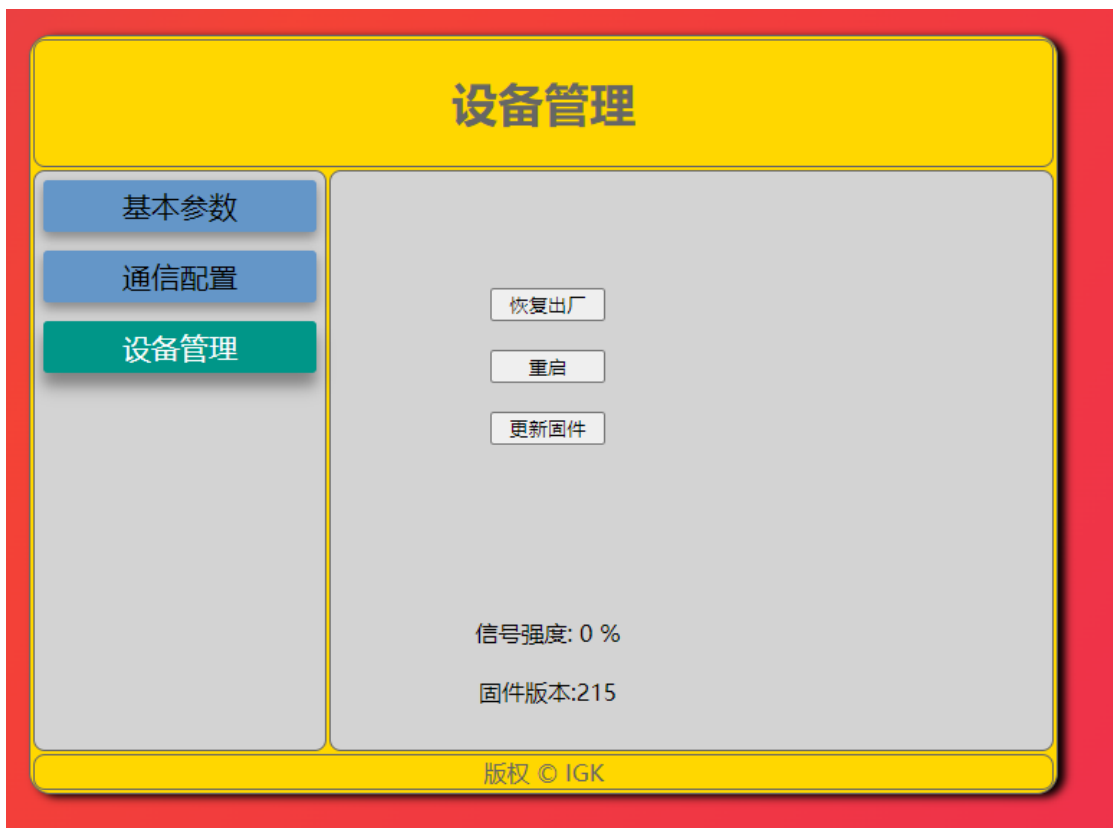 设备管理
基本参数
通信配置
设备管理
恢复出厂
重启
更新固件
信号强度: 0 %
固件版本:215
版权 © IGK